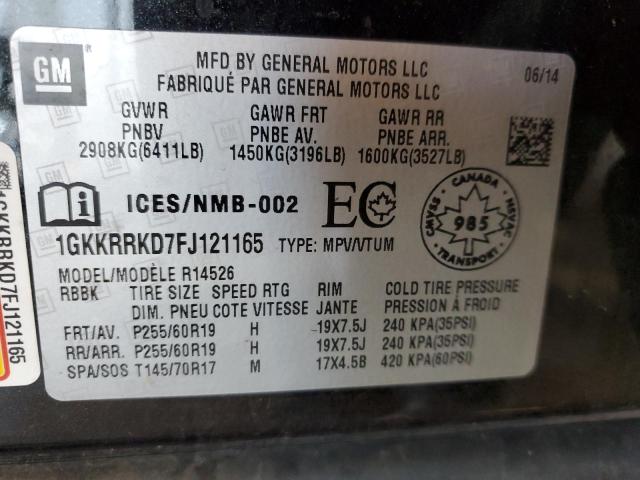 GM
MFD BY GENERAL MOTORS LLC
FABRIQUÉ PAR GENERAL MOTORS LLC
06/14
GVWR GAWR FRT GAWR RR
PNBV PNBE AV. PNBE ARR.
2908KG(6411LB) 1450KG(3196LB) 1600KG(3527LB)
i ICES/NMB-002 EC
CANADA
CMVSS 985 NSVAC
TRANSPORT
1GKKRRKD7FJ121165 TYPE: MPV/VTUM
MODEL/MODÈLE R14526
RBBK TIRE SIZE SPEED RTG RIM COLD TIRE PRESSURE
DIM. PNEU COTE VITESSE JANTE PRESSION À FROID
FRT/AV. P255/60R19 H 19X7.5J 240 KPA(35PSI)
RR/ARR. P255/60R19 H 19X7.5J 240 KPA(35PSI)
SPA/SOS T145/70R17 M 17X4.5B 420 KPA(60PSI)
1GKKRRKD7FJ121165